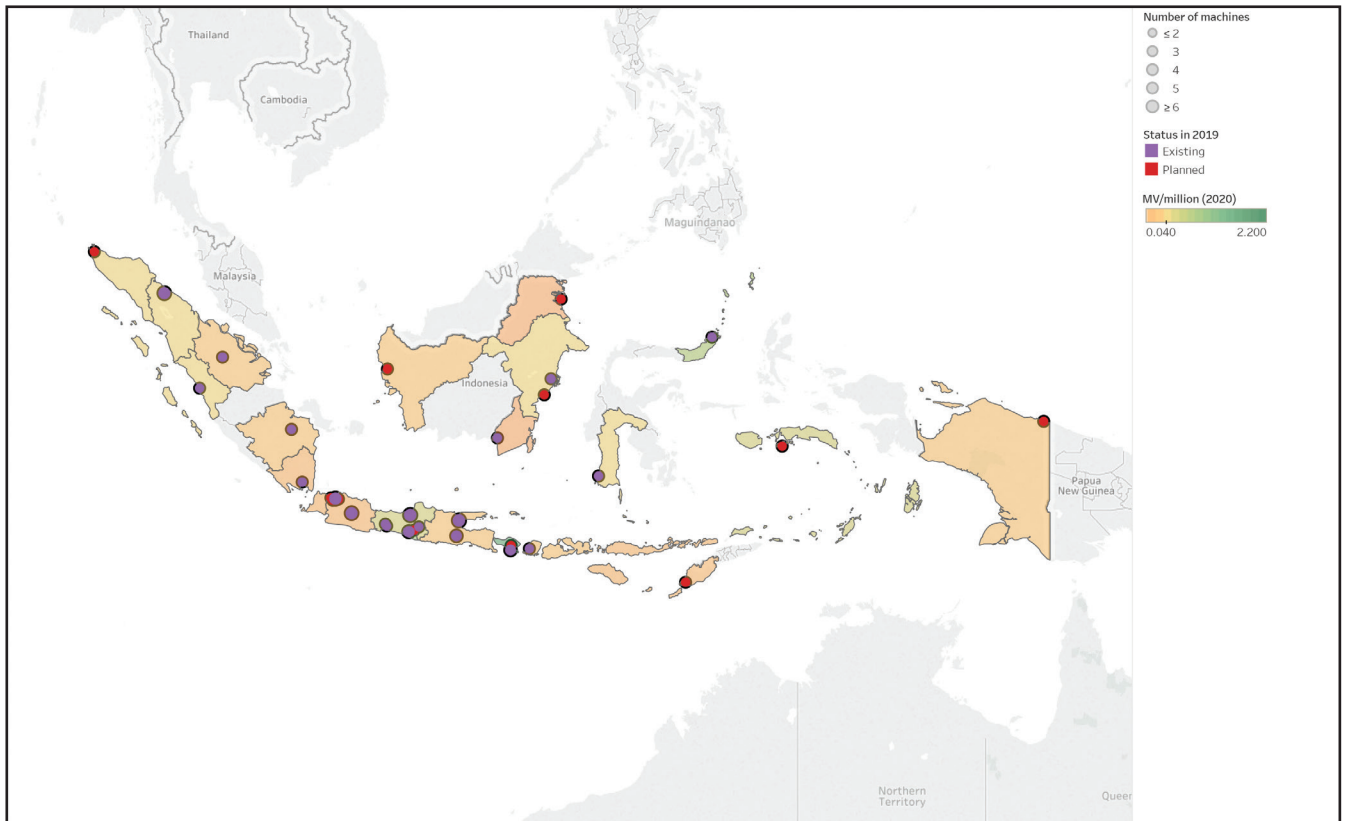 Number of machines
≤ 2
3
4
5
≥ 6
Status in 2019
Existing
Planned
MV/million (2020)
0.040 2.200
Thailand
Cambodia
Maguindanao
Malaysia
Indonesia
Papua
New Guinea
Northern
Territory
Queen